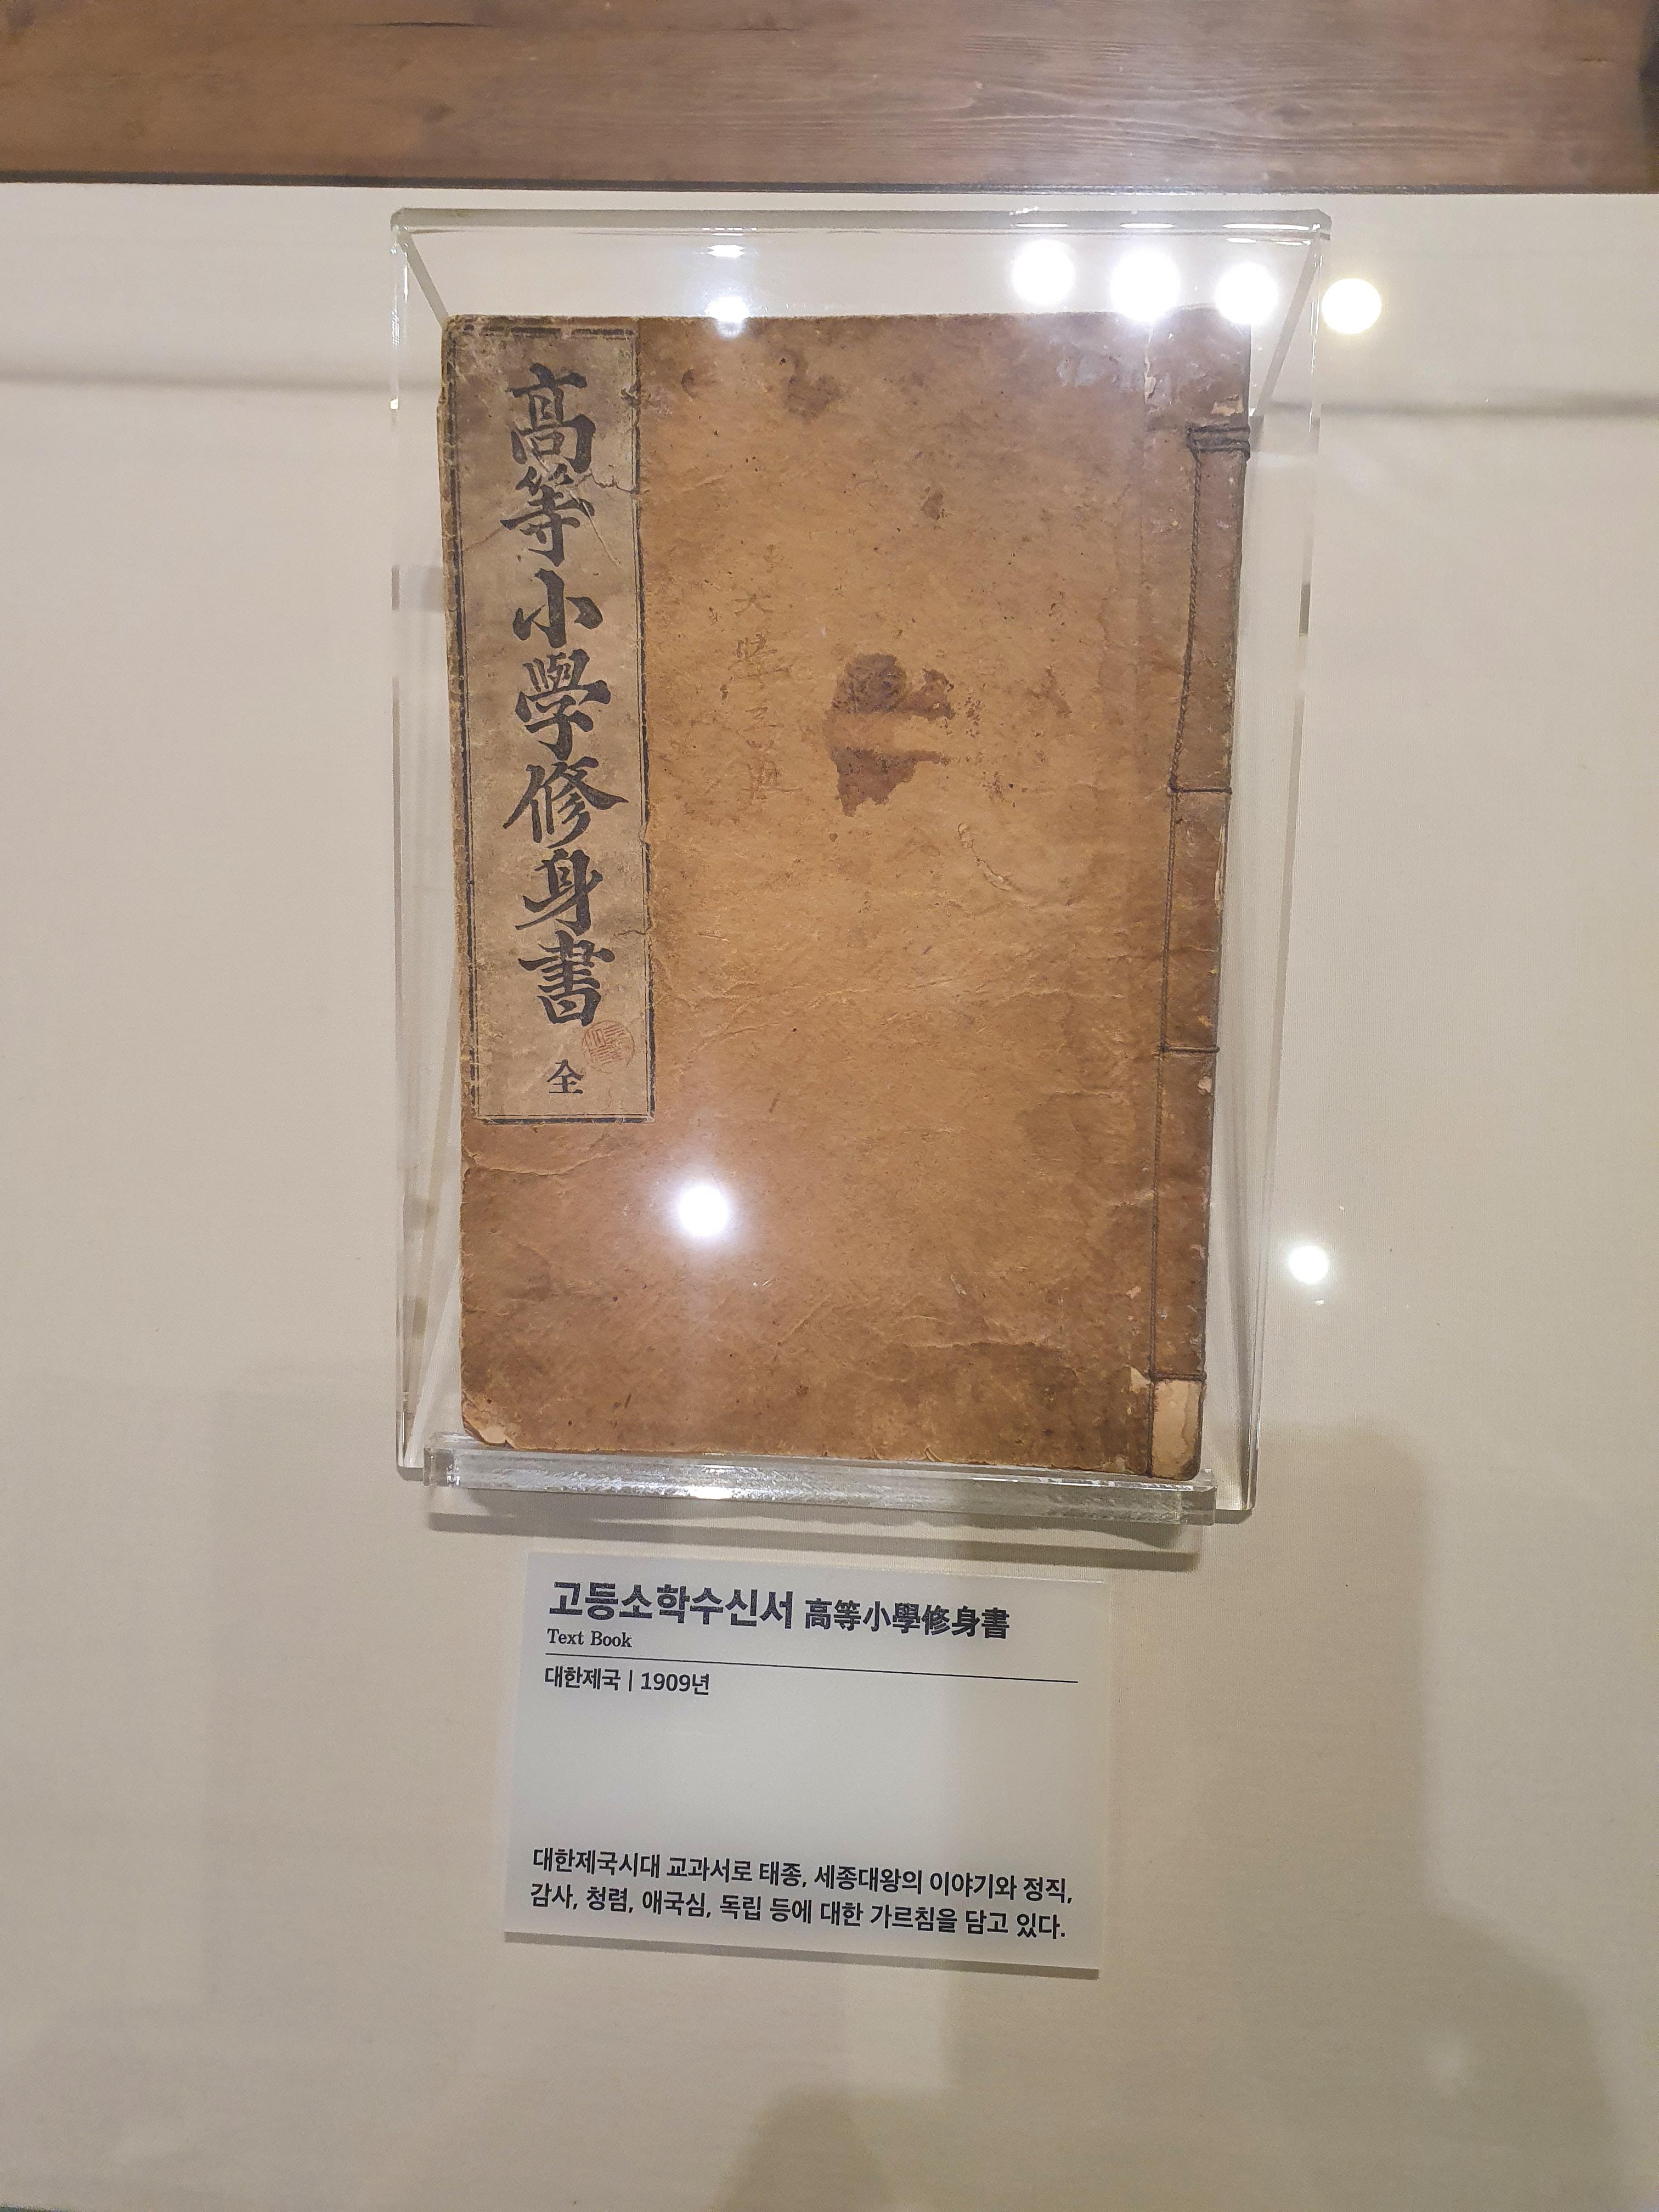 高等小學修身書
全
고등소학수신서 高等小學修身書
Text Book
대한제국 | 1909년
대한제국시대 교과서로 태종, 세종대왕의 이야기와 정직,
감사, 청렴, 애국심, 독립 등에 대한 가르침을 담고 있다.